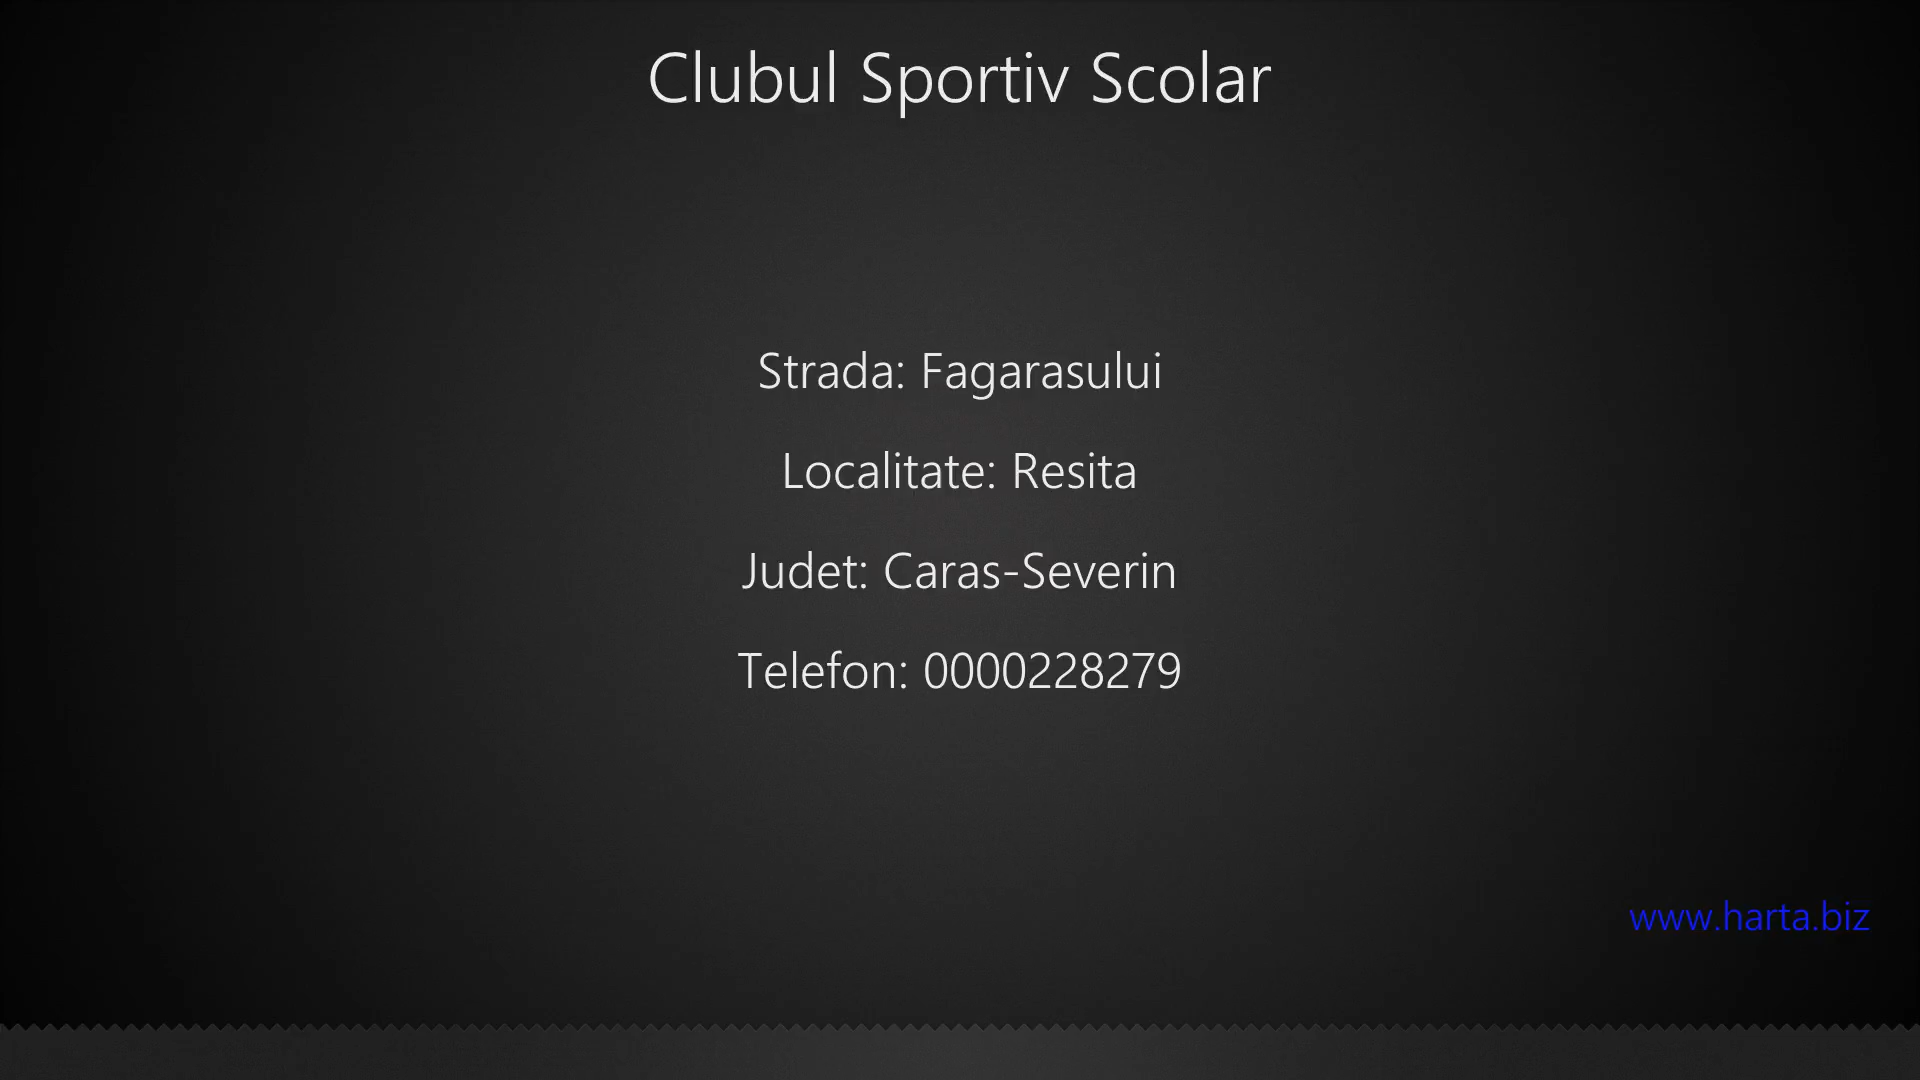 Clubul Sportiv Scolar
Strada: Fagarasului
Localitate: Resita
Judet: Caras-Severin
Telefon: 0000228279
www.harta.biz